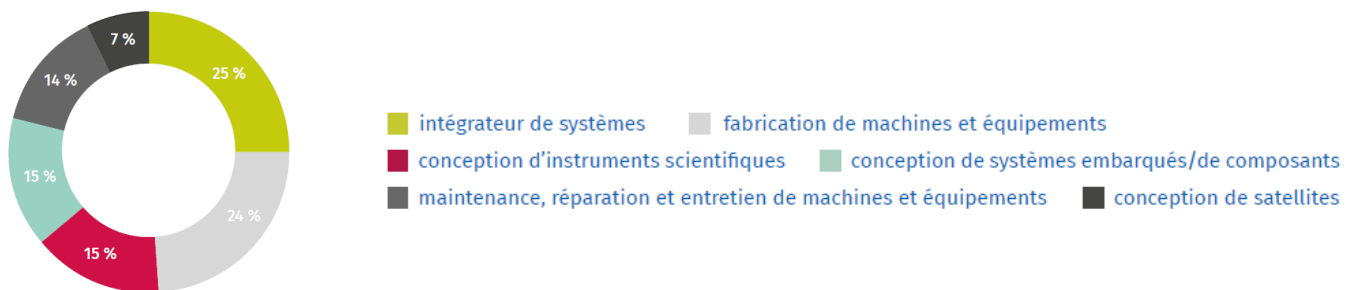 7 %
25 %
14 %
15 %
24 %
15 %
intégrateur de systèmes fabrication de machines et équipements
conception d’instruments scientifiques conception de systèmes embarqués/de composants
maintenance, réparation et entretien de machines et équipements conception de satellites